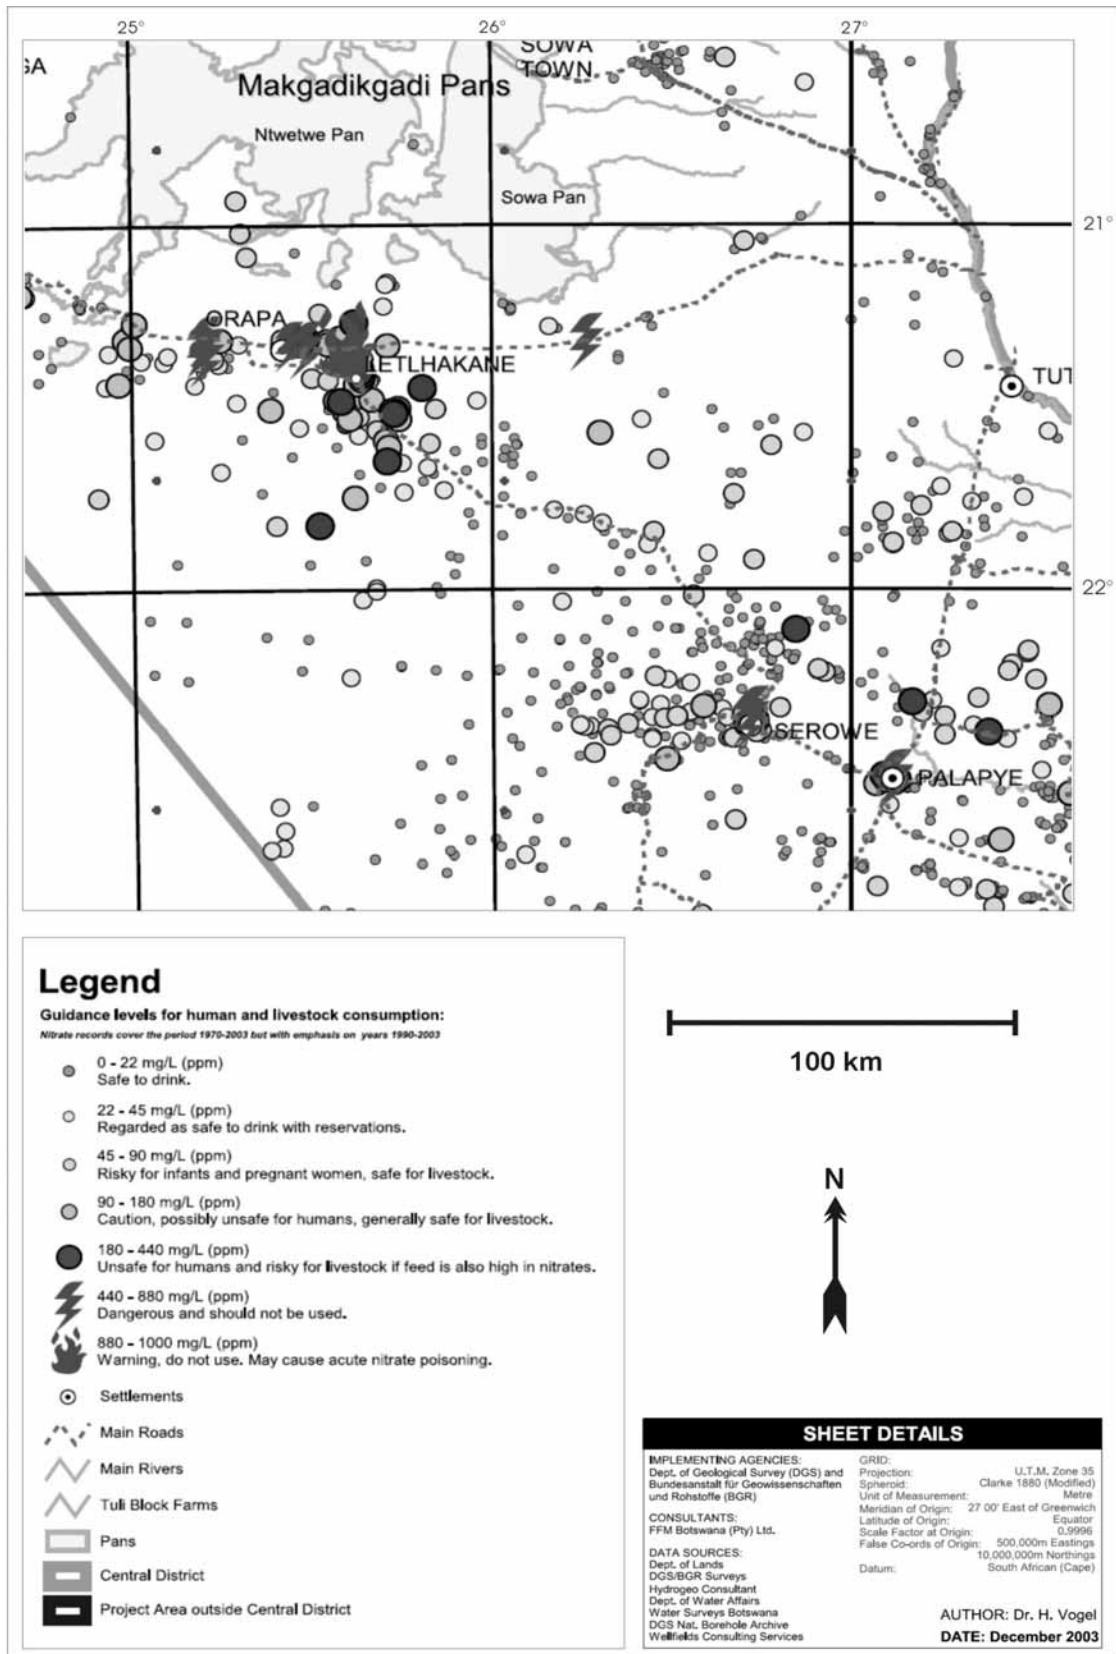 25°
26°
27°
GA
SOWA
TOWN
Makgadikgadi Pans
Ntwetwe Pan
Sowa Pan
21°
ORAPA
LETLHAKANE
TUT
22°
SEROWE
PALAPYE
Legend
Guidance levels for human and livestock consumption:
Nitrate records cover the period 1970-2003 but with emphasis on years 1990-2003
0 - 22 mg/L (ppm)
Safe to drink.
22 - 45 mg/L (ppm)
Regarded as safe to drink with reservations.
45 - 90 mg/L (ppm)
Risky for infants and pregnant women, safe for livestock.
90 - 180 mg/L (ppm)
Caution, possibly unsafe for humans, generally safe for livestock.
180 - 440 mg/L (ppm)
Unsafe for humans and risky for livestock if feed is also high in nitrates.
440 - 880 mg/L (ppm)
Dangerous and should not be used.
880 - 1000 mg/L (ppm)
Warning, do not use. May cause acute nitrate poisoning.
Settlements
Main Roads
Main Rivers
Tuli Block Farms
Pans
Central District
Project Area outside Central District
100 km
N
SHEET DETAILS
IMPLEMENTING AGENCIES:
Dept. of Geological Survey (DGS) and
Bundesanstalt für Geowissenschaften
und Rohstoffe (BGR)
CONSULTANTS:
FFM Botswana (Pty) Ltd.
DATA SOURCES:
Dept. of Lands
DGS/BGR Surveys
Hydrogeo Consultant
Dept. of Water Affairs
Water Surveys Botswana
DGS Nat. Borehole Archive
Wellfields Consulting Services
GRID:
Projection: U.T.M. Zone 35
Spheroid: Clarke 1880 (Modified)
Unit of Measurement: Metre
Meridian of Origin: 27 00' East of Greenwich
Latitude of Origin: Equator
Scale Factor at Origin: 0.9996
False Co-ords of Origin: 500,000m Eastings
10,000,000m Northings
Datum: South African (Cape)
AUTHOR: Dr. H. Vogel
DATE: December 2003